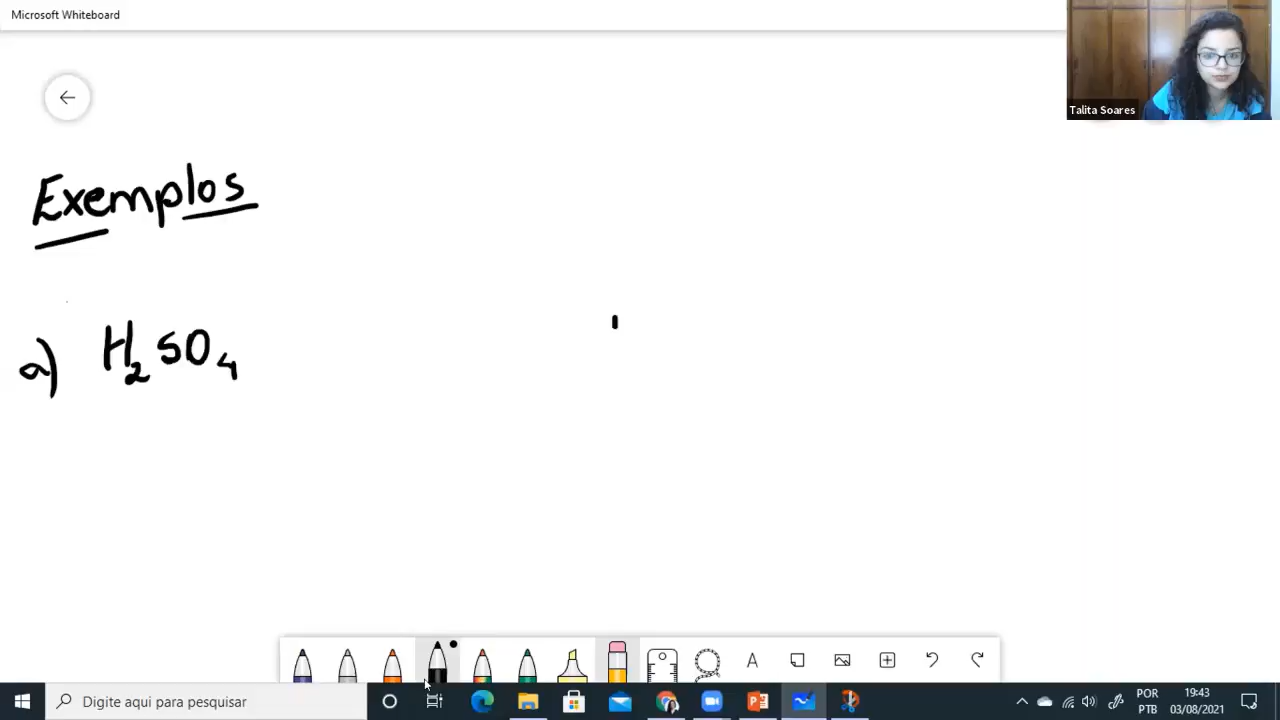 Microsoft Whiteboard
Talita Soares
Exemplos
a) H₂SO₄
A
Digite aqui para pesquisar
POR
PTB
19:43
03/08/2021